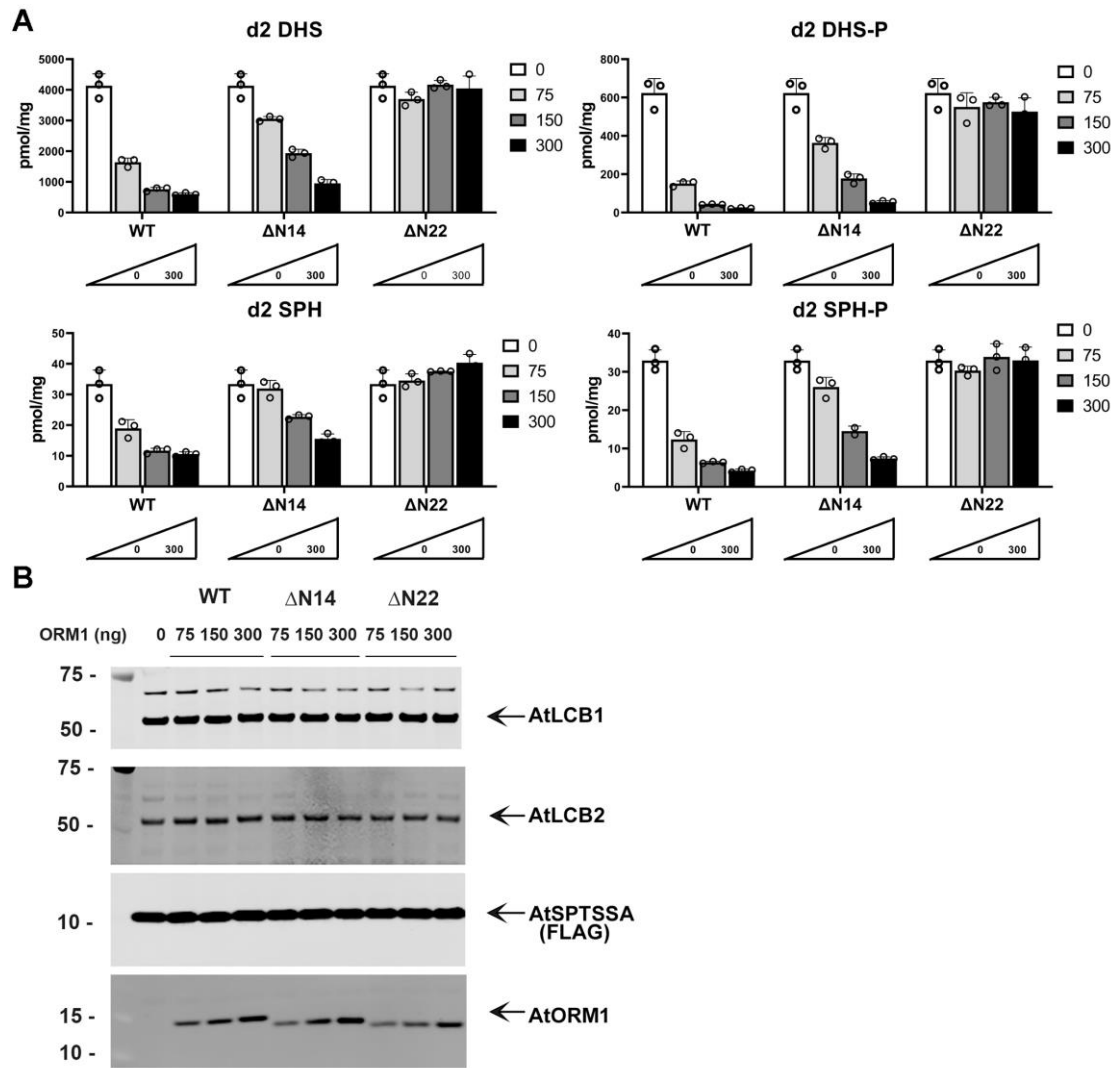 A
d2 DHS
pmol/mg
5000
4000
3000
2000
1000
0
WT
ΔN14
ΔN22
0 300
0 300
0 300
0
75
150
300
d2 DHS-P
pmol/mg
800
600
400
200
0
WT
ΔN14
ΔN22
0 300
0 300
0 300
0
75
150
300
d2 SPH
pmol/mg
50
40
30
20
10
0
WT
ΔN14
ΔN22
0 300
0 300
0 300
0
75
150
300
d2 SPH-P
pmol/mg
40
30
20
10
0
WT
ΔN14
ΔN22
0 300
0 300
0 300
0
75
150
300
B
WT ΔN14 ΔN22
ORM1 (ng) 0 75 150 300 75 150 300 75 150 300
75 -
50 -
AtLCB1
75 -
50 -
AtLCB2
10 -
AtSPTSSA
(FLAG)
15 -
10 -
AtORM1